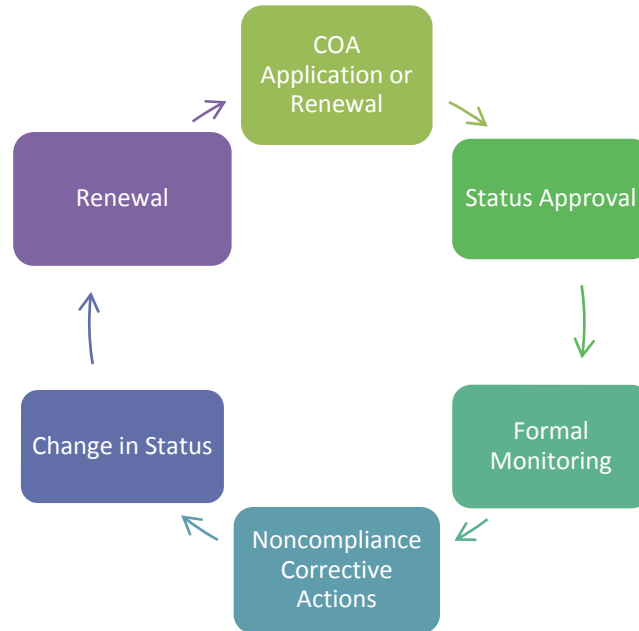 COA
Application or
Renewal
Status Approval
Formal
Monitoring
Noncompliance
Corrective
Actions
Change in Status
Renewal